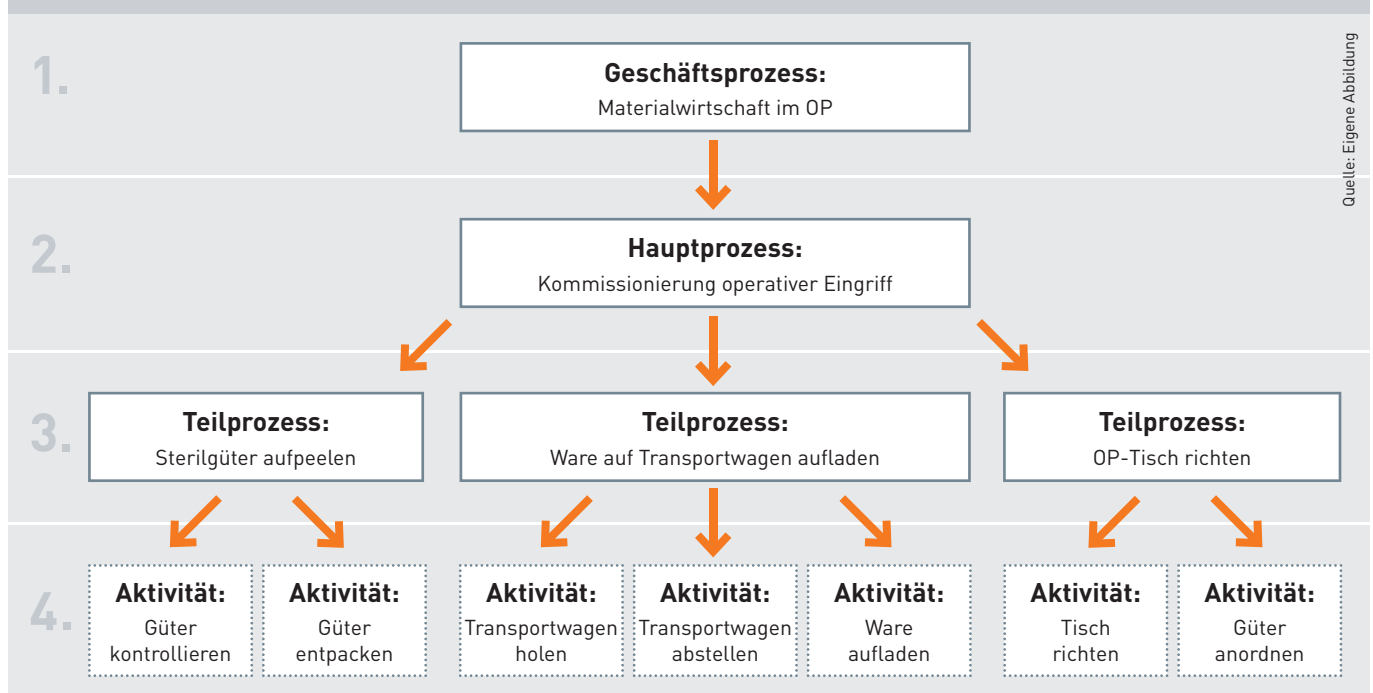 1.
Geschäftsprozess:
Materialwirtschaft im OP
Quelle: Eigene Abbildung
2.
Hauptprozess:
Kommissionierung operativer Eingriff
3.
Teilprozess:
Sterilgüter aufpeelen
Teilprozess:
Ware auf Transportwagen aufladen
Teilprozess:
OP-Tisch richten
4.
Aktivität:
Güter
kontrollieren
Aktivität:
Güter
entpacken
Aktivität:
Transportwagen
holen
Aktivität:
Transportwagen
abstellen
Aktivität:
Ware
aufladen
Aktivität:
Tisch
richten
Aktivität:
Güter
anordnen